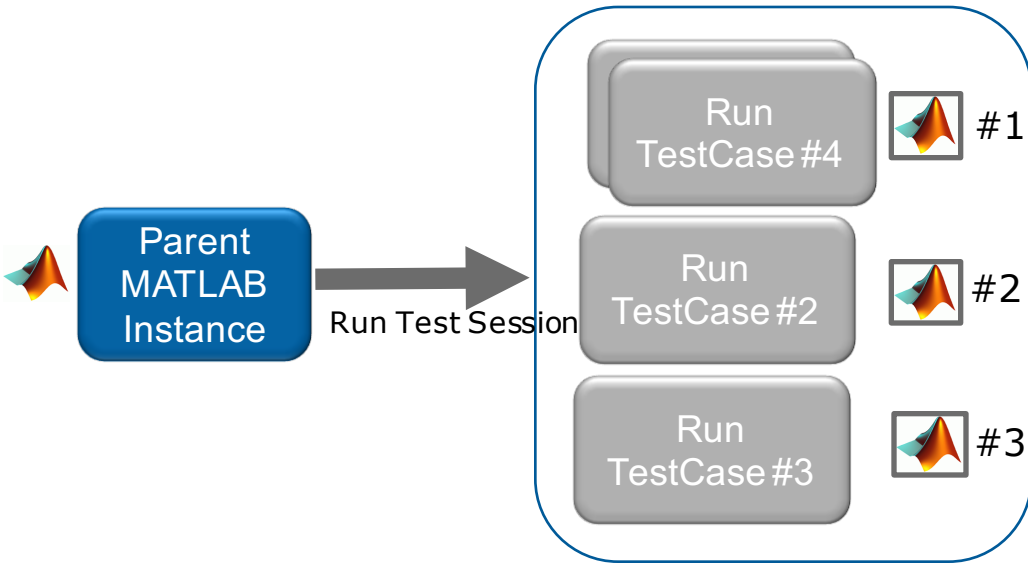 Parent
MATLAB
Instance
Run Test Session
Run
TestCase #4
#1
Run
TestCase #2
#2
Run
TestCase #3
#3